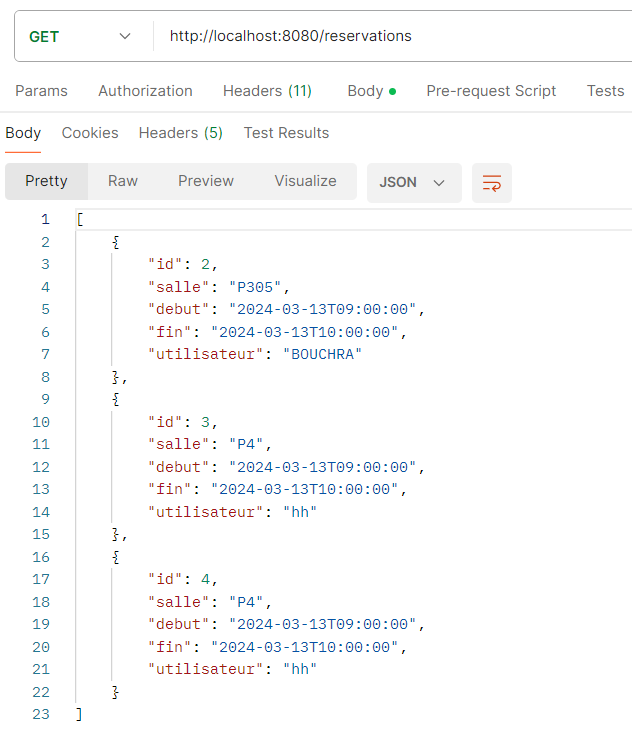 GET http://localhost:8080/reservations
Params Authorization Headers (11) Body Pre-request Script Tests
Body Cookies Headers (5) Test Results
Pretty Raw Preview Visualize JSON
1 [
2 {
3 "id": 2,
4 "salle": "P305",
5 "debut": "2024-03-13T09:00:00",
6 "fin": "2024-03-13T10:00:00",
7 "utilisateur": "BOUCHRA"
8 },
9 {
10 "id": 3,
11 "salle": "P4",
12 "debut": "2024-03-13T09:00:00",
13 "fin": "2024-03-13T10:00:00",
14 "utilisateur": "hh"
15 },
16 {
17 "id": 4,
18 "salle": "P4",
19 "debut": "2024-03-13T09:00:00",
20 "fin": "2024-03-13T10:00:00",
21 "utilisateur": "hh"
22 }
23 ]